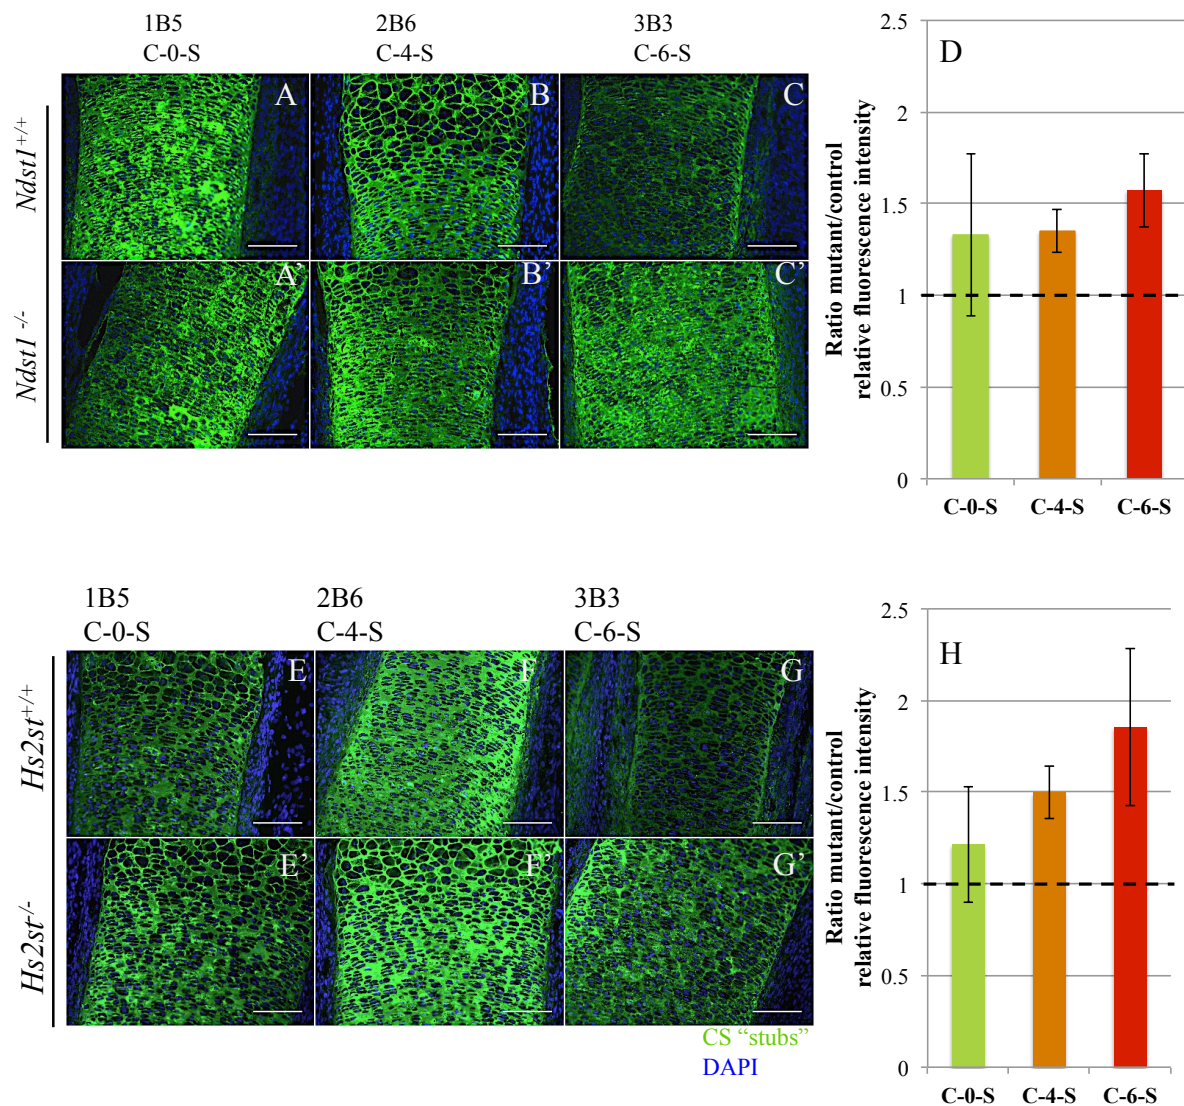 1B5
C-0-S
2B6
C-4-S
3B3
C-6-S
Ndst1+/+
Ndst1 -/-
A
B
C
A'
B'
C'
D
Ratio mutant/control
relative fluorescence intensity
2.5
2
1.5
1
0.5
0
C-0-S C-4-S C-6-S
1B5
C-0-S
2B6
C-4-S
3B3
C-6-S
Hs2st+/+
Hs2st-/-
E
F
G
E'
F'
G'
CS “stubs”
DAPI
H
Ratio mutant/control
relative fluorescence intensity
2.5
2
1.5
1
0.5
0
C-0-S C-4-S C-6-S